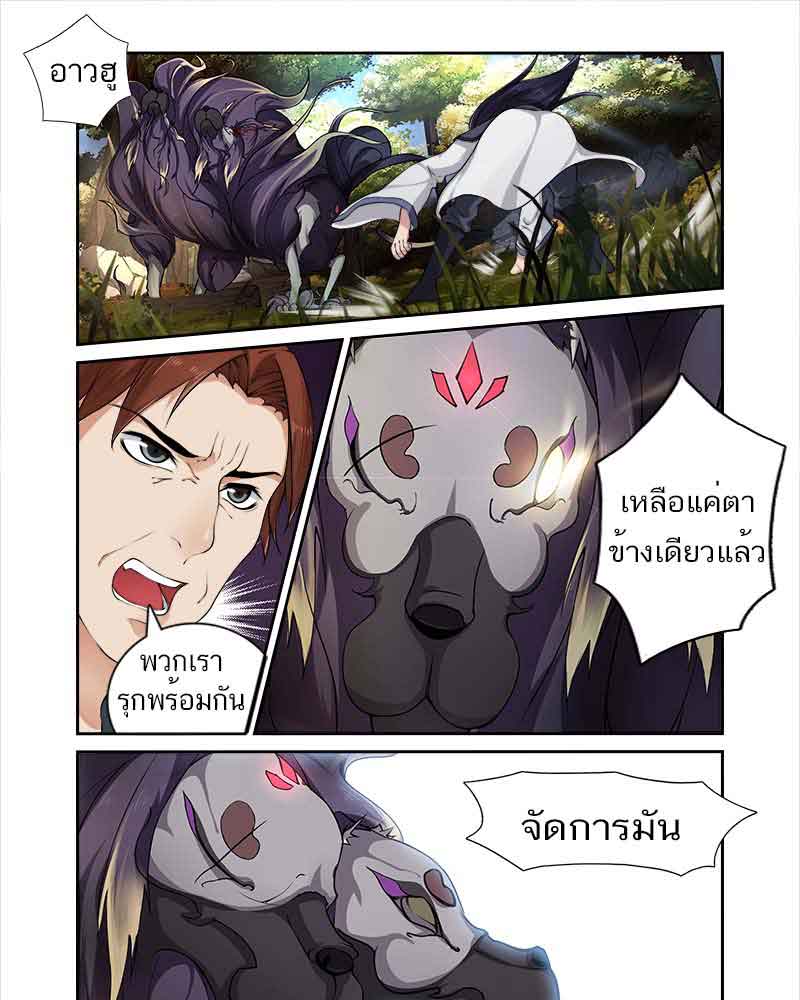 อาวฮู
เหลือแค่ตา
ข้างเดียวแล้ว
พวกเรา
รุกพร้อมกัน
จัดการมัน